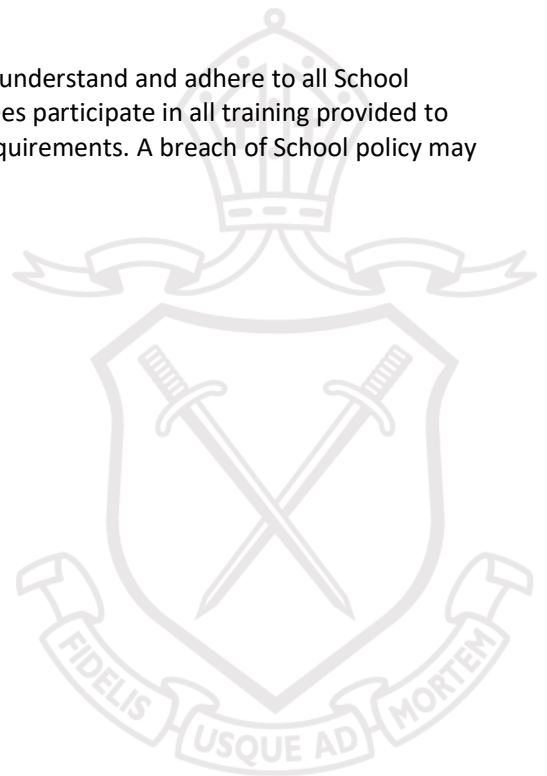 understand and adhere to all School
es participate in all training provided to
quirements. A breach of School policy may
FIDELIS
USQUE AD
MORTEM